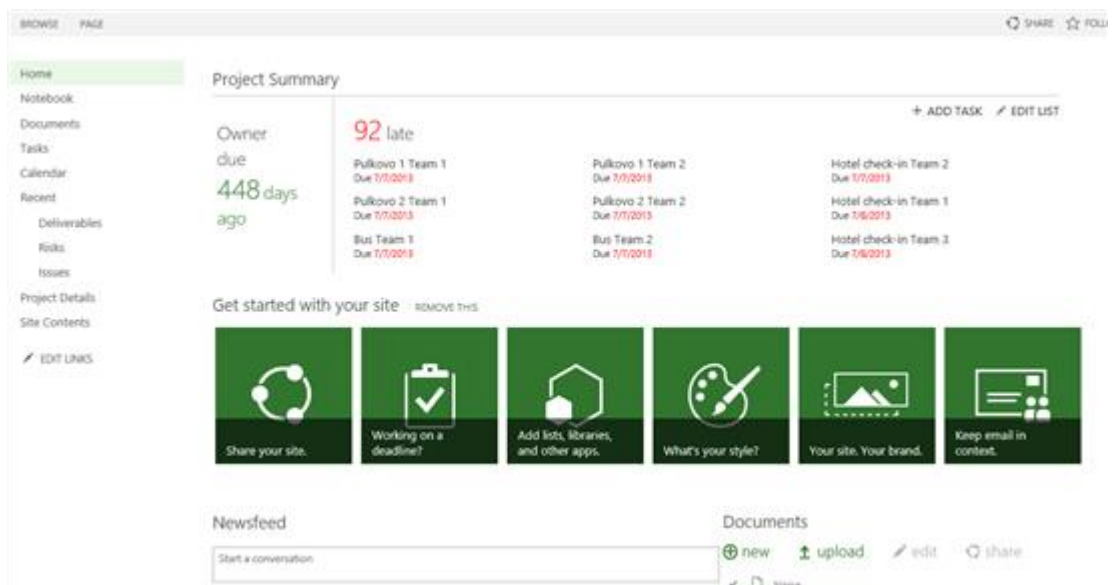 BROWSE PAGE
SHARE FOLL
Home
Notebook
Documents
Tasks
Calendar
Recent
Deliverables
Risks
Issues
Project Details
Site Contents
EDIT LINKS
Project Summary
+ ADD TASK EDIT LIST
Owner
due
448 days
ago
92 late
Pulkovo 1 Team 1
Due 7/7/2013
Pulkovo 1 Team 2
Due 7/7/2013
Hotel check-in Team 2
Due 7/7/2013
Pulkovo 2 Team 1
Due 7/7/2013
Pulkovo 2 Team 2
Due 7/7/2013
Hotel check-in Team 1
Due 7/8/2013
Bus Team 1
Due 7/7/2013
Bus Team 2
Due 7/7/2013
Hotel check-in Team 3
Due 7/8/2013
Get started with your site REMOVE THIS
Share your site.
Working on a
deadline?
Add lists, libraries,
and other apps.
What's your style?
Your site. Your brand.
Keep email in
context.
Newsfeed
Start a conversation
Documents
new upload edit share